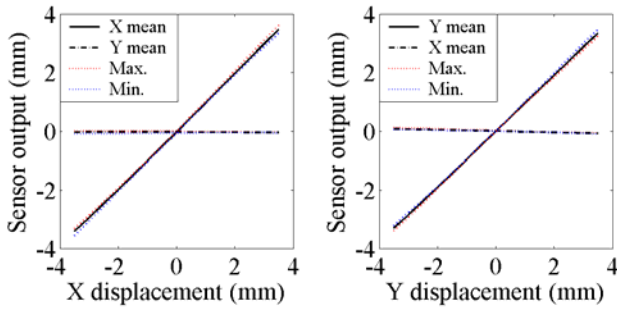 Sensor output (mm)
4
2
0
-2
-4
X mean
Y mean
Max.
Min.
-4 -2 0 2 4
X displacement (mm)
Sensor output (mm)
4
2
0
-2
-4
Y mean
X mean
Max.
Min.
-4 -2 0 2 4
Y displacement (mm)